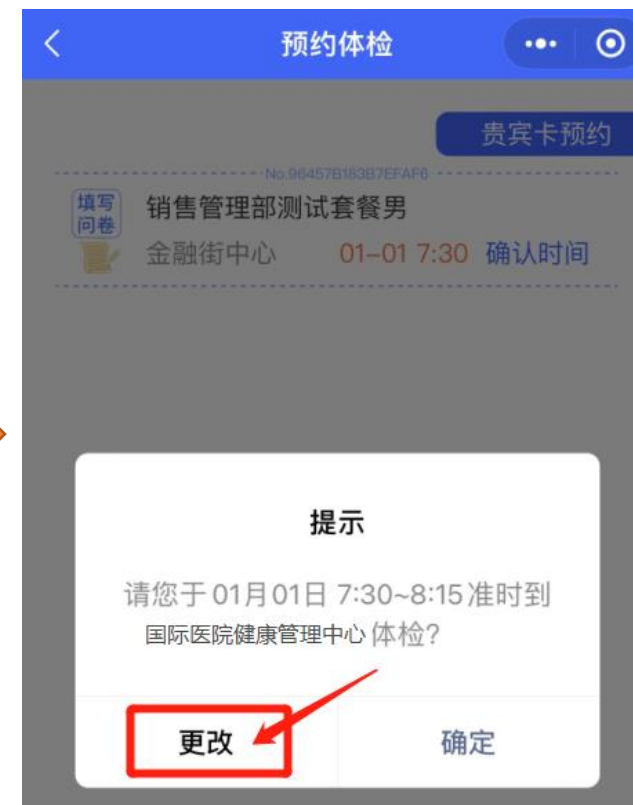 预约体检
贵宾卡预约
No.96457B183B7EFAF6
填写
问卷
销售管理部测试套餐男
金融街中心 01-01 7:30 确认时间
提示
请您于 01月01日 7:30~8:15 准时到
国际医院健康管理中心 体检?
更改 确定